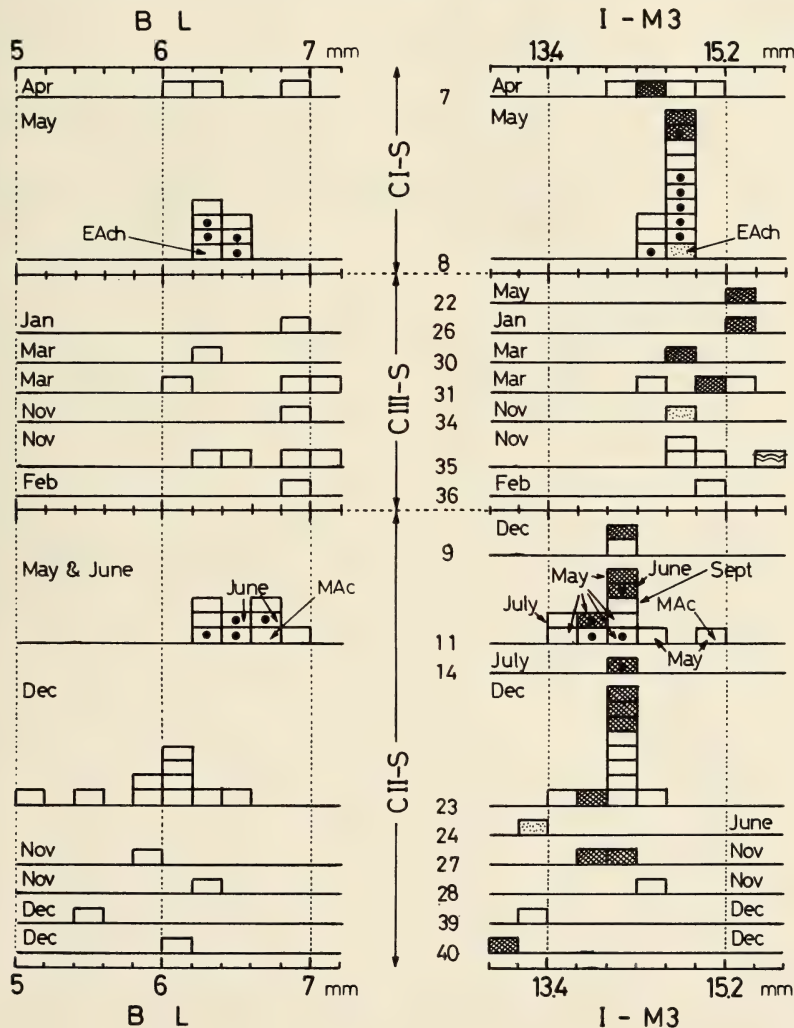 B L I - M3
5 6 7 mm 13.4 15.2
Apr 7 Apr
May May
CI-S
EAch EAch
8
22 May
Jan 26 Jan
Mar 30 Mar
Mar 31 Mar
CIII-S
Nov 34 Nov
Nov Nov
35
Feb 36 Feb
Dec
9
May & June June MAc May June Sept
July MAc
11 May
14 July
Dec Dec
CII-S
23
24 June
Nov 27 Nov
Nov 28 Nov
Dec 39 Dec
Dec 40 Dec
5 6 7 mm 13.4 15.2 mm
B L I - M3